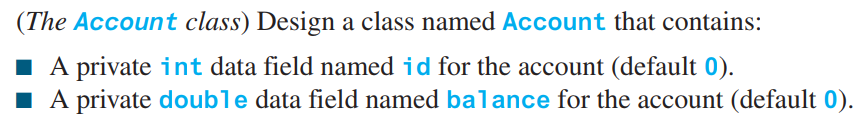 (The Account class) Design a class named Account that contains:
■ A private int data field named id for the account (default 0).
■ A private double data field named balance for the account (default 0).